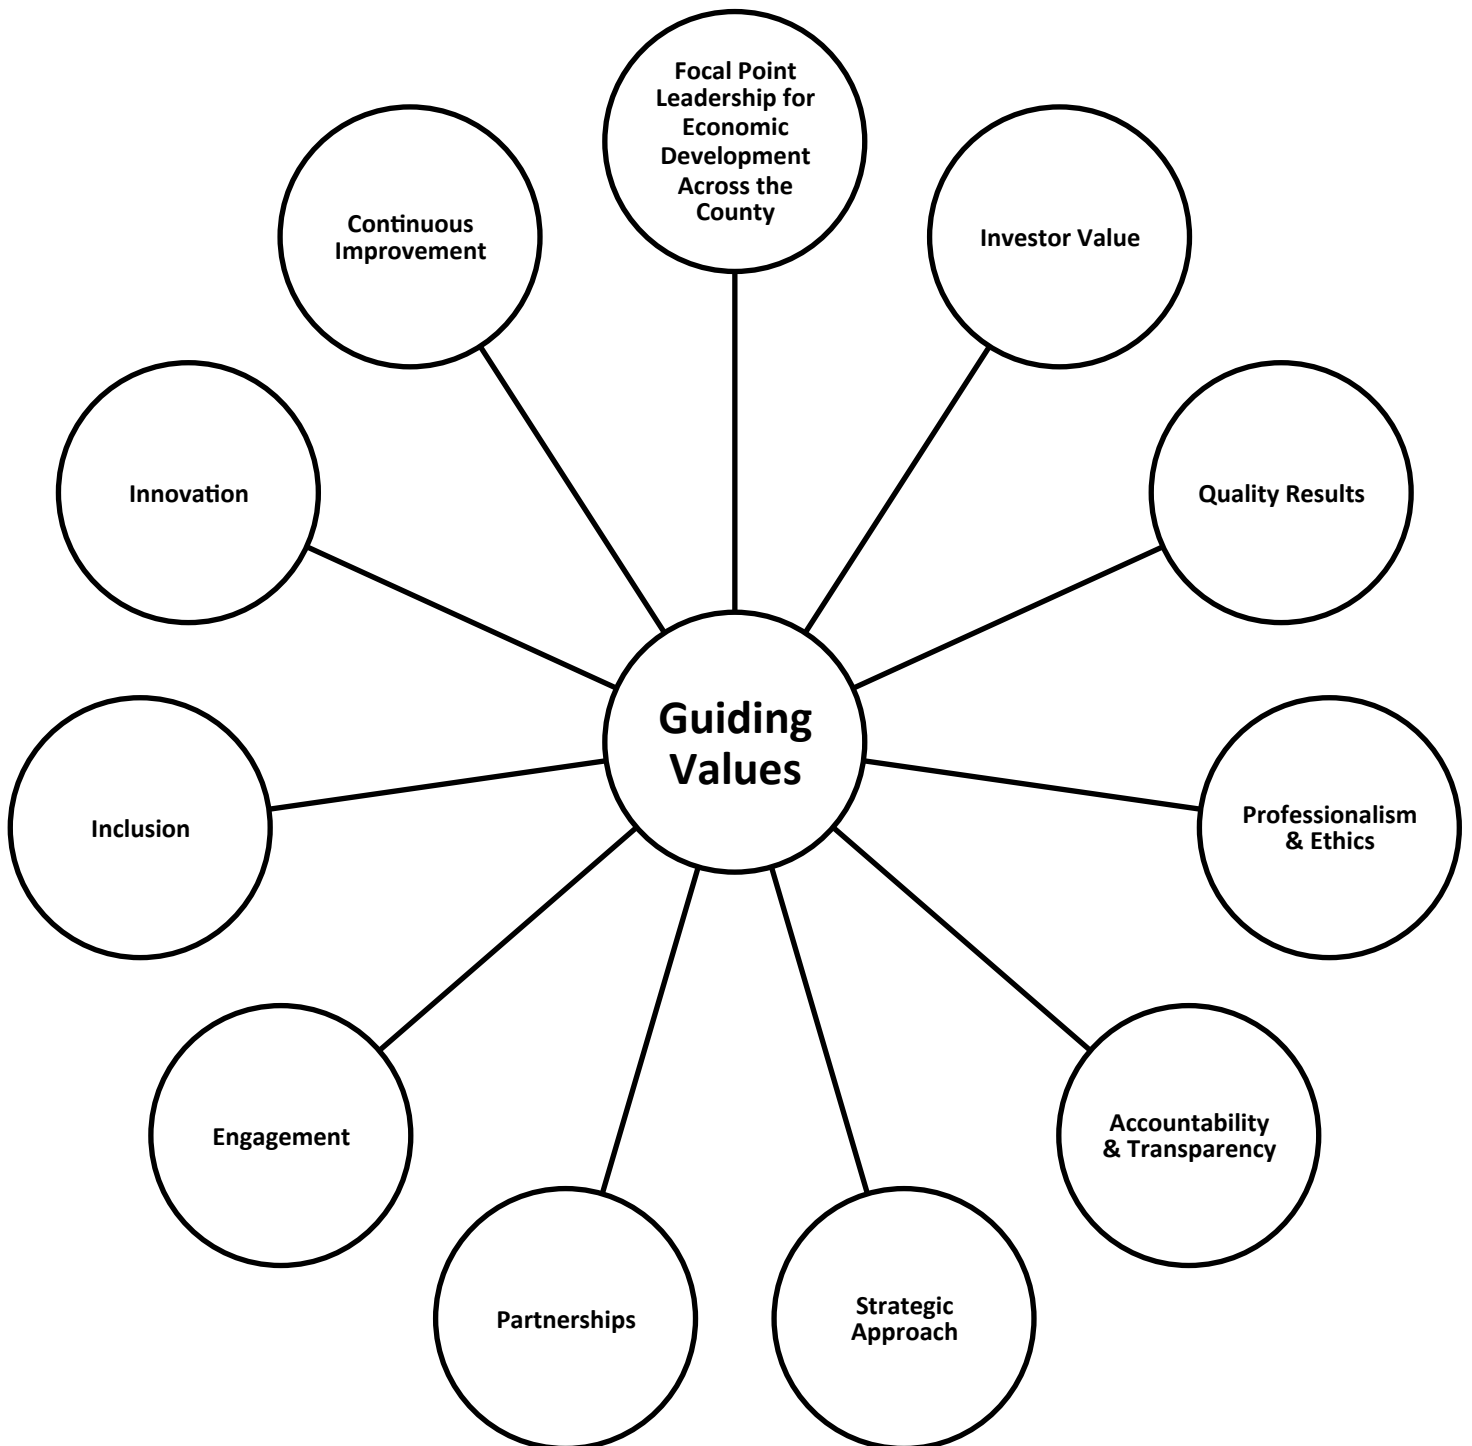 Focal Point
Leadership for
Economic
Development
Across the
County
Investor Value
Quality Results
Professionalism
& Ethics
Accountability
& Transparency
Strategic
Approach
Partnerships
Engagement
Inclusion
Innovation
Continuous
Improvement
Guiding
Values